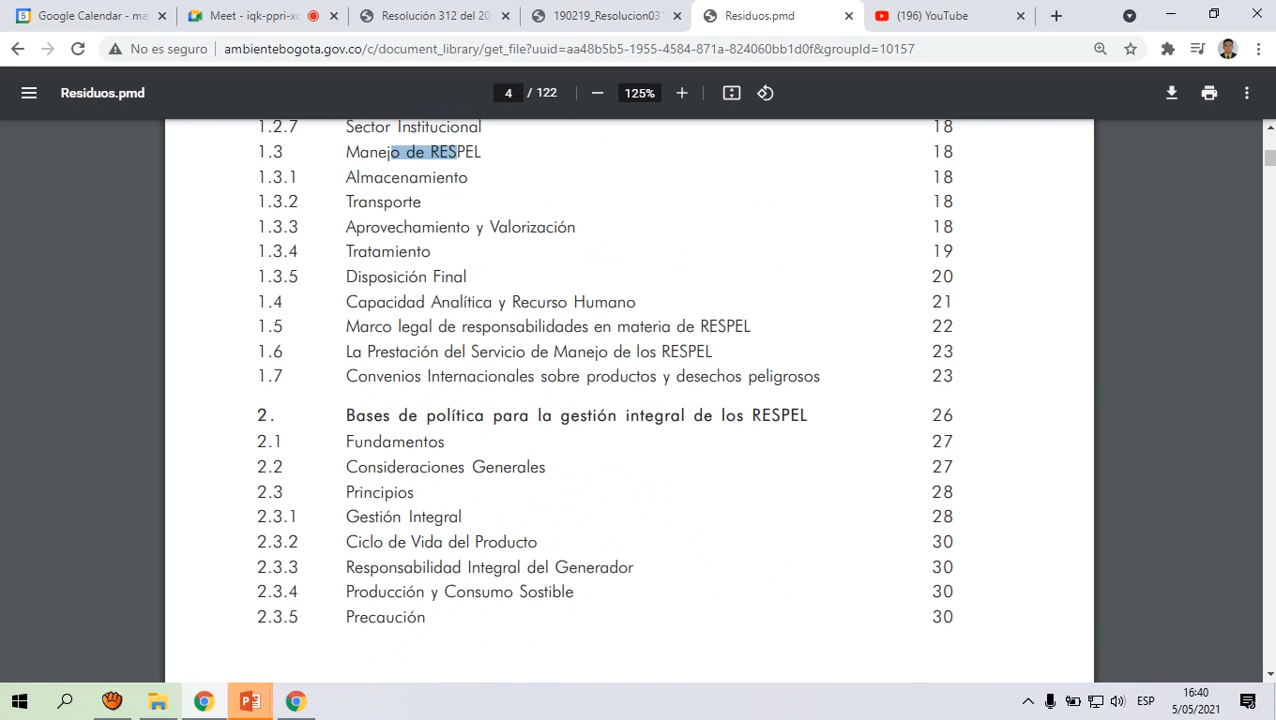 Google Calendar - ma
Meet - iqk-ppri-xc
Resolución 316 del 20
190219_Resolucion031
Residuos.pmd
(196) YouTube
No es seguro
ambientebogota.gov.co/c/document_library/get_file?uuid=aa48b5b5-1955-4584-871a-824060bb1d0f&groupId=10157
Residuos.pmd
4 / 122
125%
1.2.7 Sector Institucional 18
1.3 Manejo de RESPEL 18
1.3.1 Almacenamiento 18
1.3.2 Transporte 18
1.3.3 Aprovechamiento y Valorización 18
1.3.4 Tratamiento 19
1.3.5 Disposición Final 20
1.4 Capacidad Analítica y Recurso Humano 21
1.5 Marco legal de responsabilidades en materia de RESPEL 22
1.6 La Prestación del Servicio de Manejo de los RESPEL 23
1.7 Convenios Internacionales sobre productos y desechos peligrosos 23
2. Bases de política para la gestión integral de los RESPEL 26
2.1 Fundamentos 27
2.2 Consideraciones Generales 27
2.3 Principios 28
2.3.1 Gestión Integral 28
2.3.2 Ciclo de Vida del Producto 30
2.3.3 Responsabilidad Integral del Generador 30
2.3.4 Producción y Consumo Sostible 30
2.3.5 Precaución 30
ESP
16:40
5/05/2021